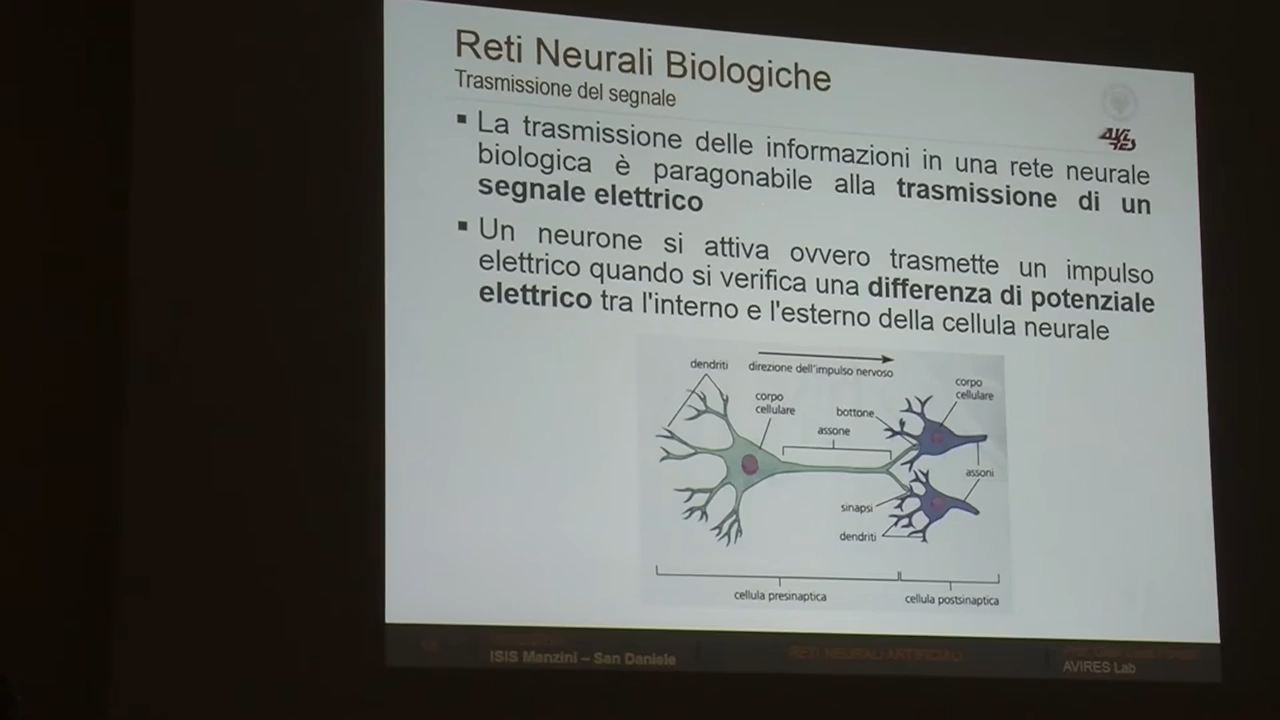 Reti Neurali Biologiche
Trasmissione del segnale
▪ La trasmissione delle informazioni in una rete neurale
biologica è paragonabile alla trasmissione di un
segnale elettrico
▪ Un neurone si attiva ovvero trasmette un impulso
elettrico quando si verifica una differenza di potenziale
elettrico tra l'interno e l'esterno della cellula neurale
dendriti
direzione dell'impulso nervoso
corpo
cellulare
bottone
assone
corpo
cellulare
assoni
sinapsi
dendriti
cellula presinaptica
cellula postsinaptica
ISIS Manzini – San Daniele
RETI NEURALI ARTIFICIALI
AVIRES Lab